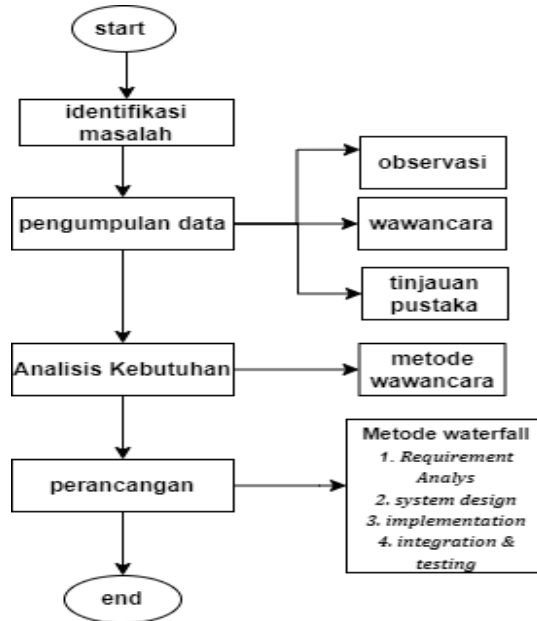 start
identifikasi
masalah
pengumpulan data
observasi
wawancara
tinjauan
pustaka
Analisis Kebutuhan
metode
wawancara
perancangan
Metode waterfall
1. Requirement
Analys
2. system design
3. implementation
4. integration &
testing
end